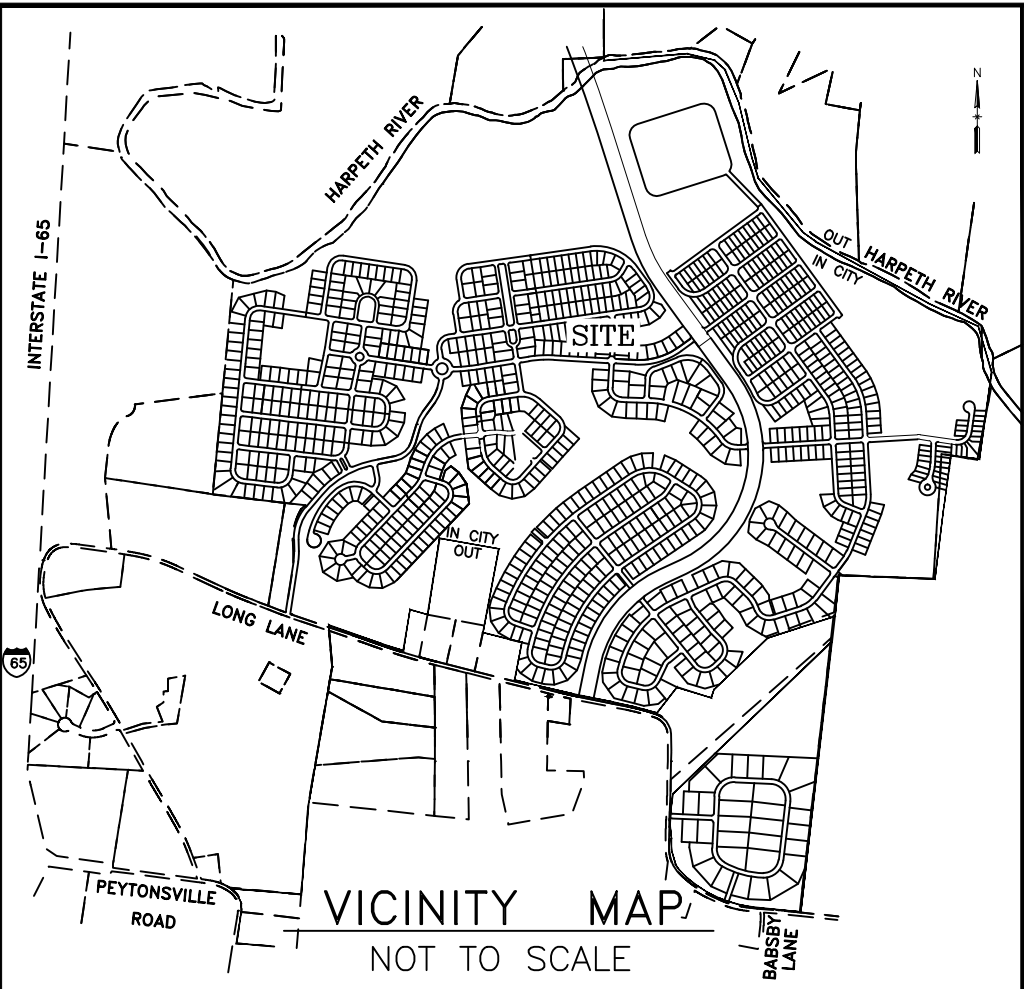 N
HARPETH RIVER
INTERSTATE I-65
OUT
IN CITY
HARPETH RIVER
SITE
IN CITY
OUT
LONG LANE
65
PEYTONSVILLE
ROAD
VICINITY MAP
NOT TO SCALE
BABSBY
LANE